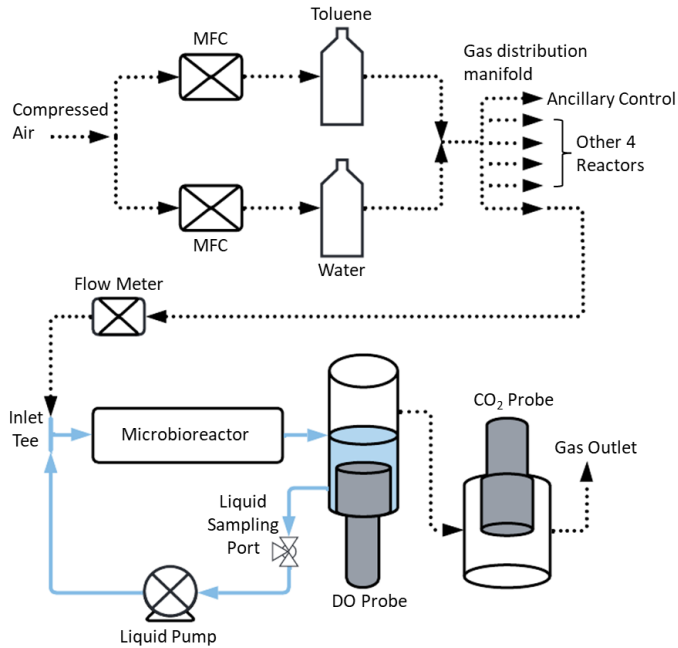 Toluene
MFC
Gas distribution
manifold
Compressed
Air
Ancillary Control
Other 4
Reactors
MFC
Water
Flow Meter
CO₂ Probe
Inlet
Tee
Microbioreactor
Gas Outlet
Liquid
Sampling
Port
DO Probe
Liquid Pump